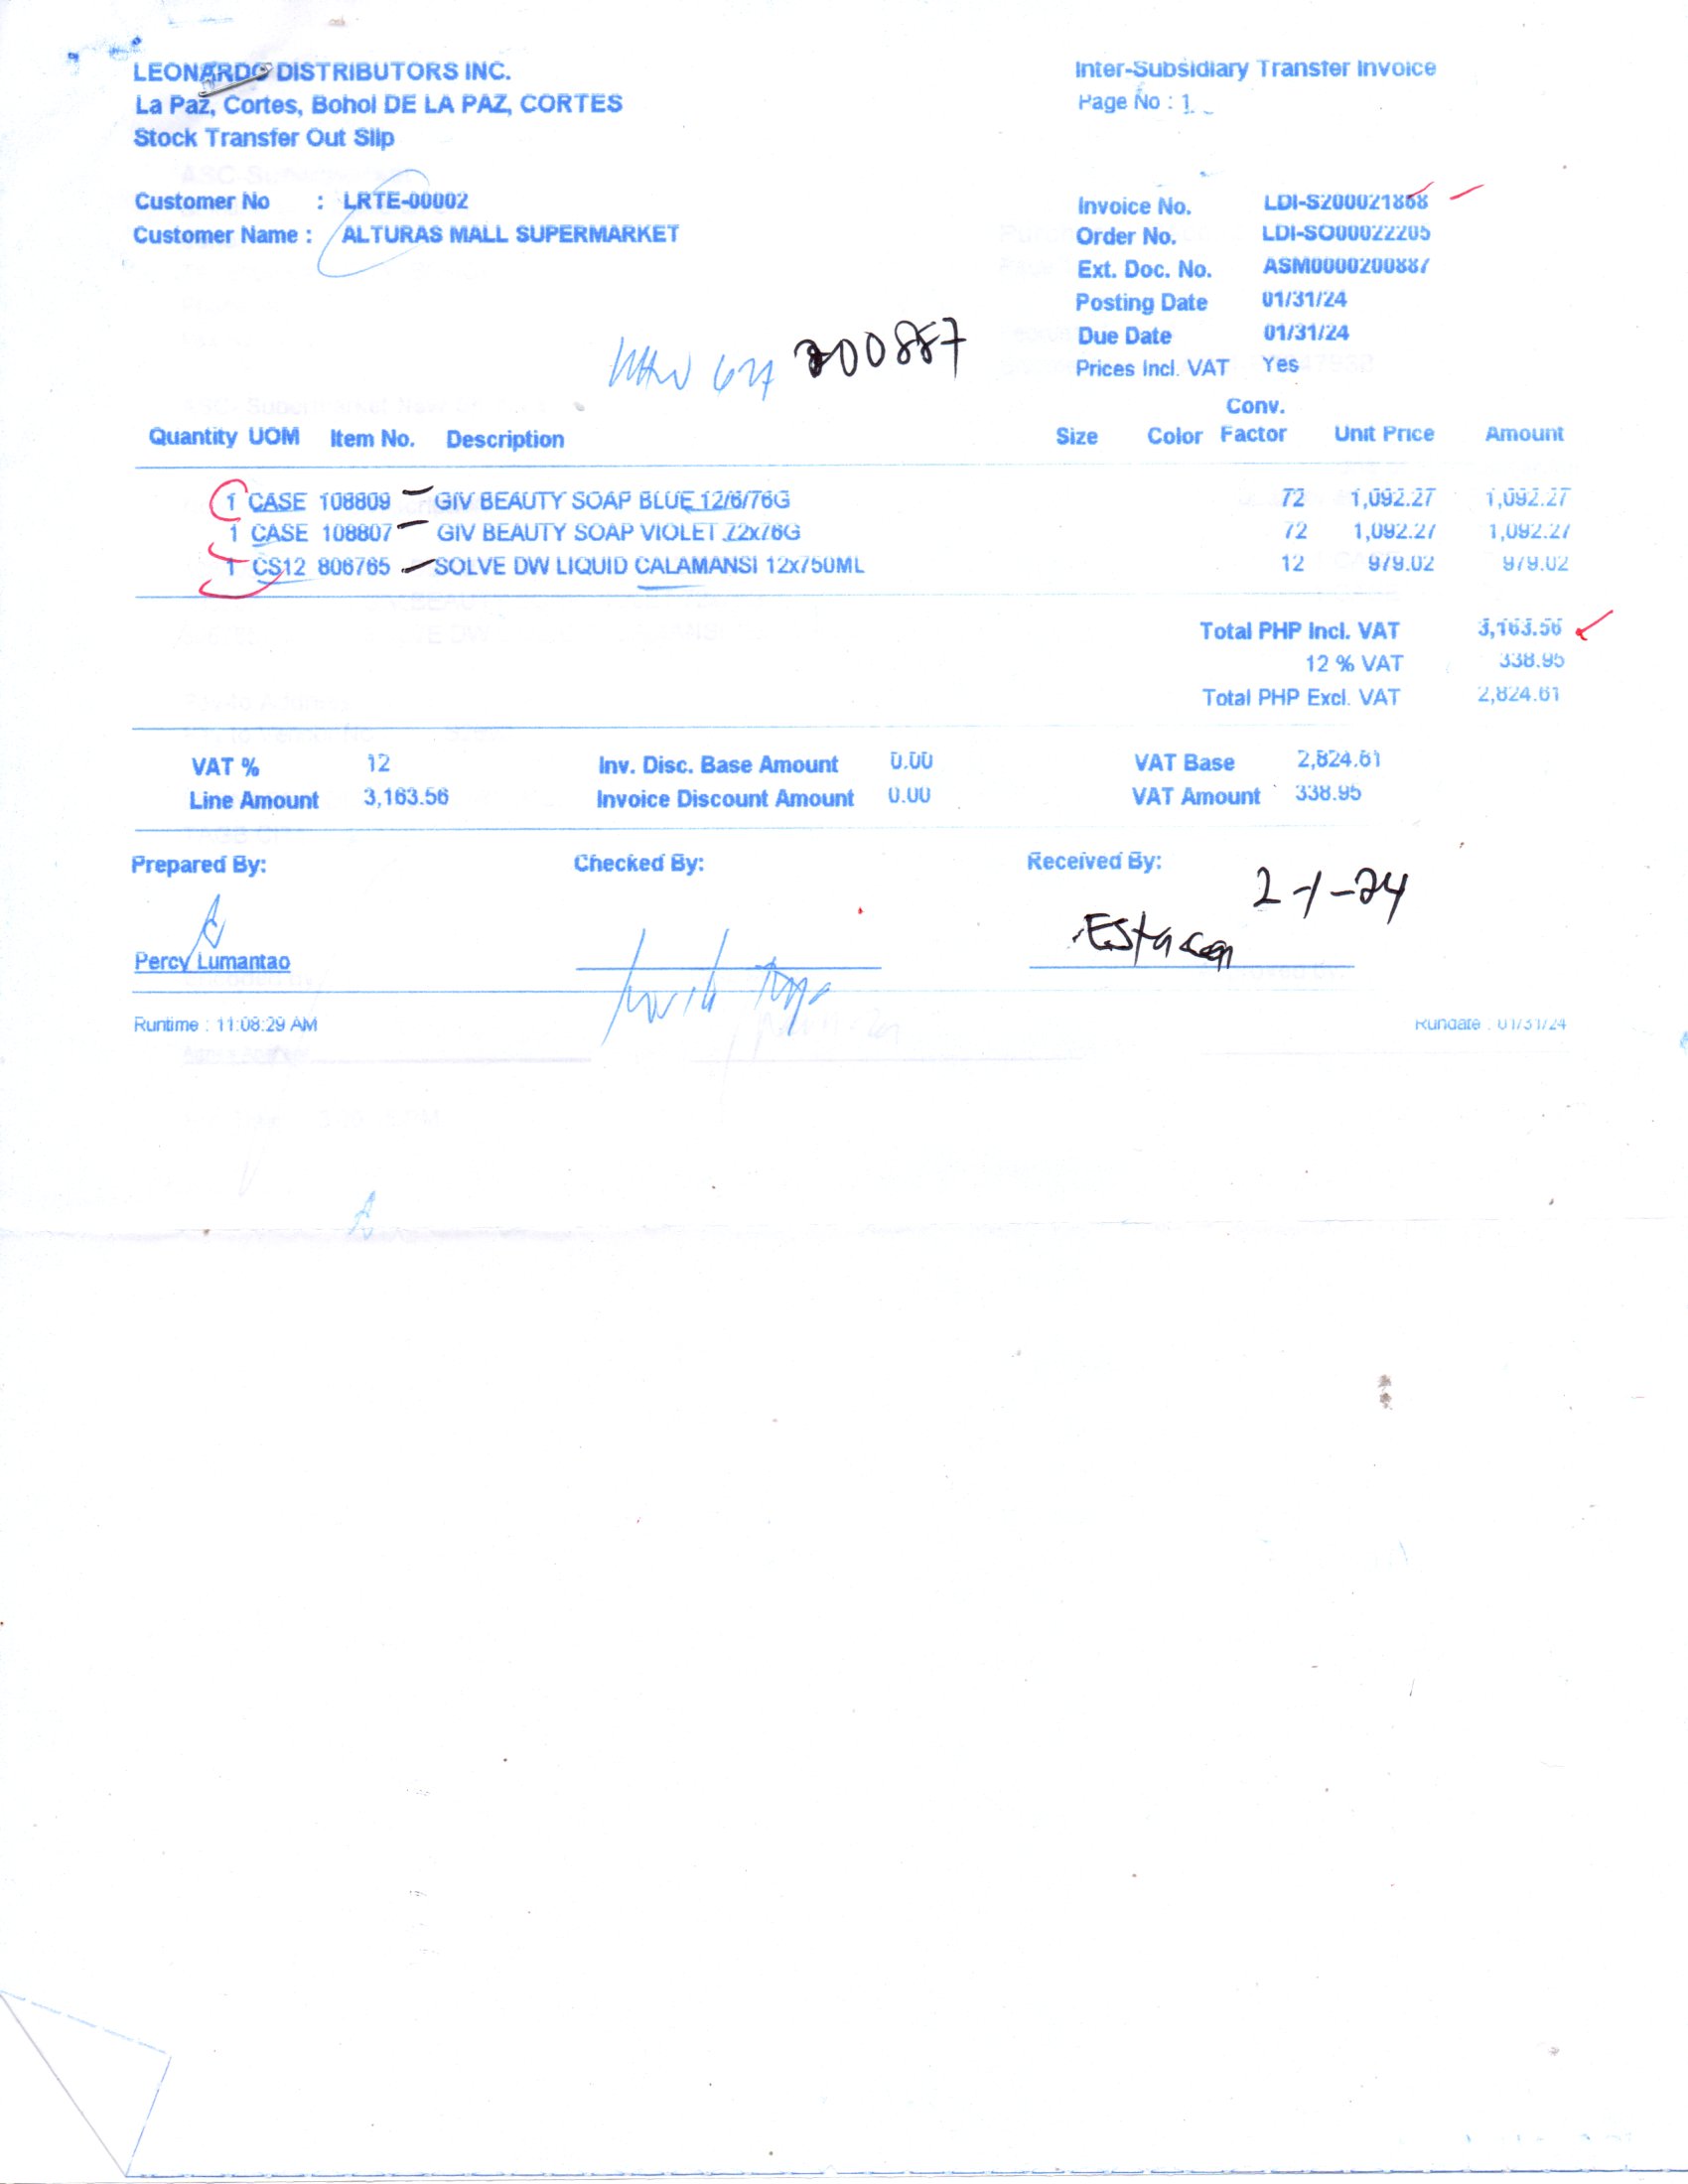 LEONARDO DISTRIBUTORS INC.
La Paz, Cortes, Bohol DE LA PAZ, CORTES
Stock Transfer Out Slip
Inter-Subsidiary Transfer Invoice
Page No : 1
Customer No : LRTE-00002
Customer Name : ALTURAS MALL SUPERMARKET
Invoice No. LDI-S200021868
Order No. LDI-SO00022205
Ext. Doc. No. ASM0000200887
Posting Date 01/31/24
Due Date 01/31/24
Prices Incl. VAT Yes
200887
Quantity UOM Item No. Description Size Color Conv. Factor Unit Price Amount
1 CASE 108809 GIV BEAUTY SOAP BLUE 12/6/76G 72 1,092.27 1,092.27
1 CASE 108807 GIV BEAUTY SOAP VIOLET 72x76G 72 1,092.27 1,092.27
1 CS12 806765 SOLVE DW LIQUID CALAMANSI 12x750ML 12 979.02 979.02
Total PHP Incl. VAT 3,163.56
12 % VAT 338.95
Total PHP Excl. VAT 2,824.61
VAT % 12 Inv. Disc. Base Amount 0.00 VAT Base 2,824.61
Line Amount 3,163.56 Invoice Discount Amount 0.00 VAT Amount 338.95
Prepared By: Checked By: Received By:
2-1-24
Percy Lumantao
Runtime : 11:08:29 AM Rundate : 01/31/24